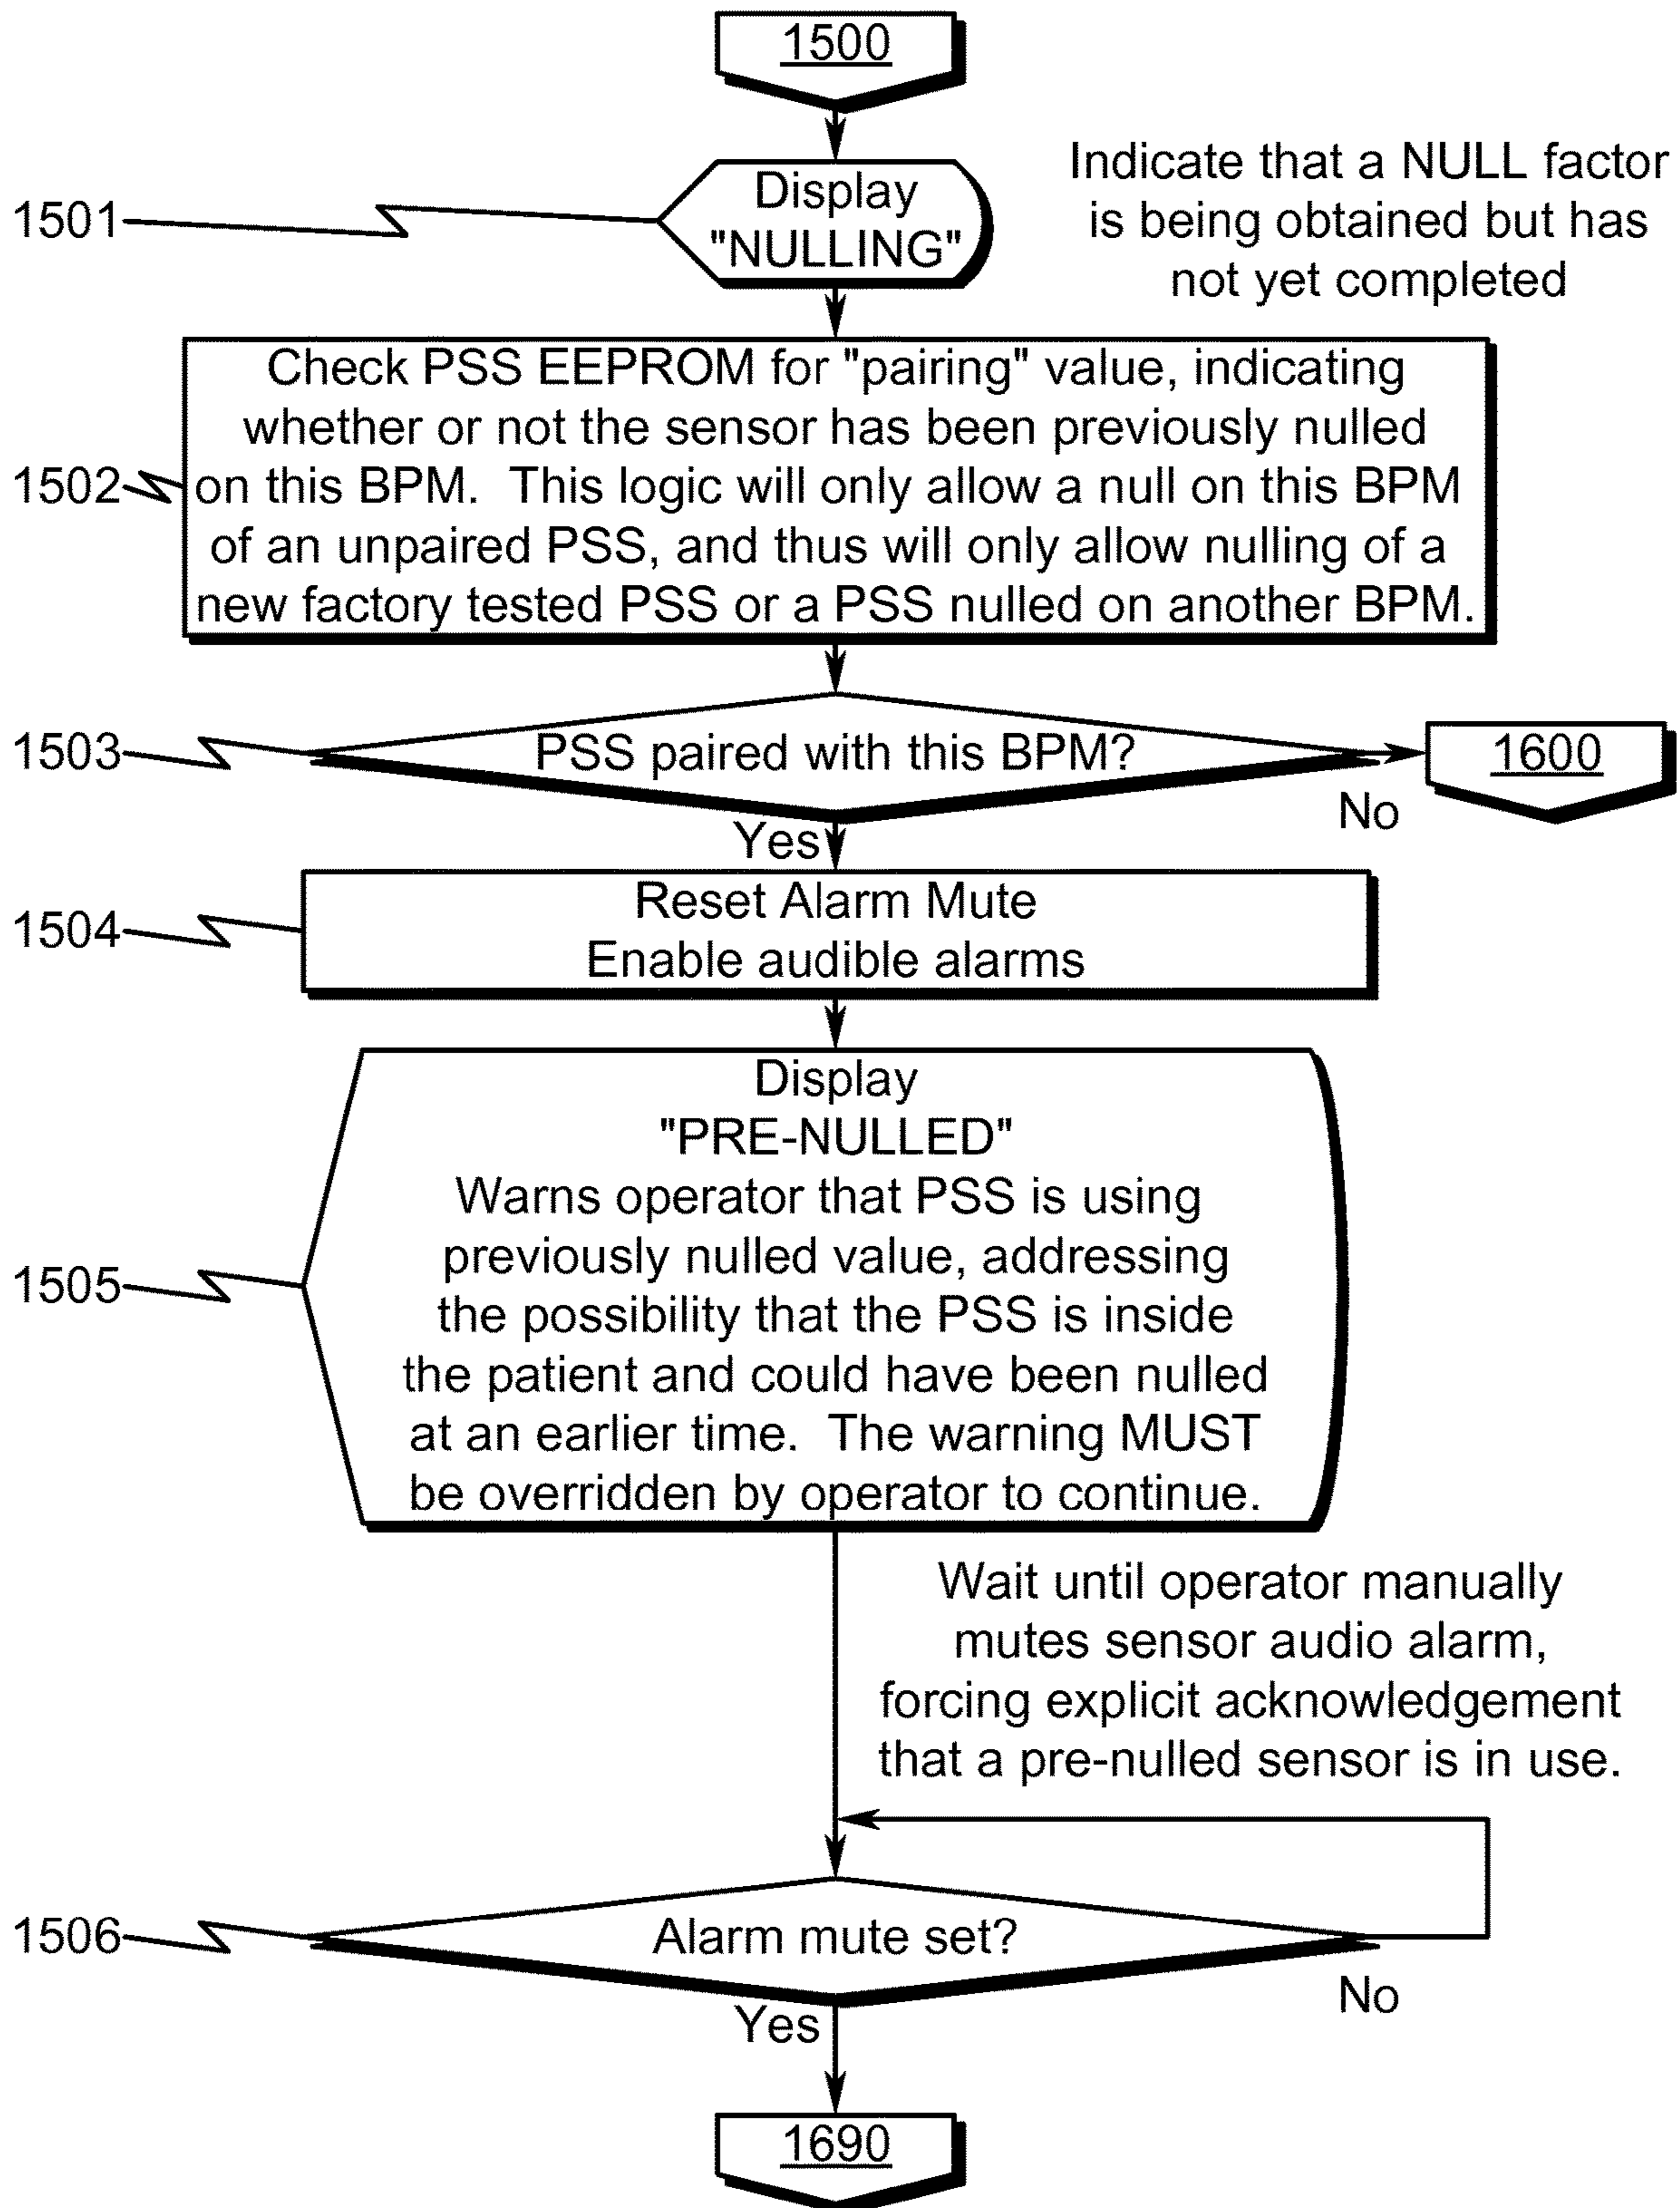 1500
1501
Display
"NULLING"
Indicate that a NULL factor
is being obtained but has
not yet completed
1502
Check PSS EEPROM for "pairing" value, indicating
whether or not the sensor has been previously nulled
on this BPM. This logic will only allow a null on this BPM
of an unpaired PSS, and thus will only allow nulling of a
new factory tested PSS or a PSS nulled on another BPM.
1503
PSS paired with this BPM?
1600
No
Yes
1504
Reset Alarm Mute
Enable audible alarms
1505
Display
"PRE-NULLED"
Warns operator that PSS is using
previously nulled value, addressing
the possibility that the PSS is inside
the patient and could have been nulled
at an earlier time. The warning MUST
be overridden by operator to continue.
Wait until operator manually
mutes sensor audio alarm,
forcing explicit acknowledgement
that a pre-nulled sensor is in use.
1506
Alarm mute set?
No
Yes
1690